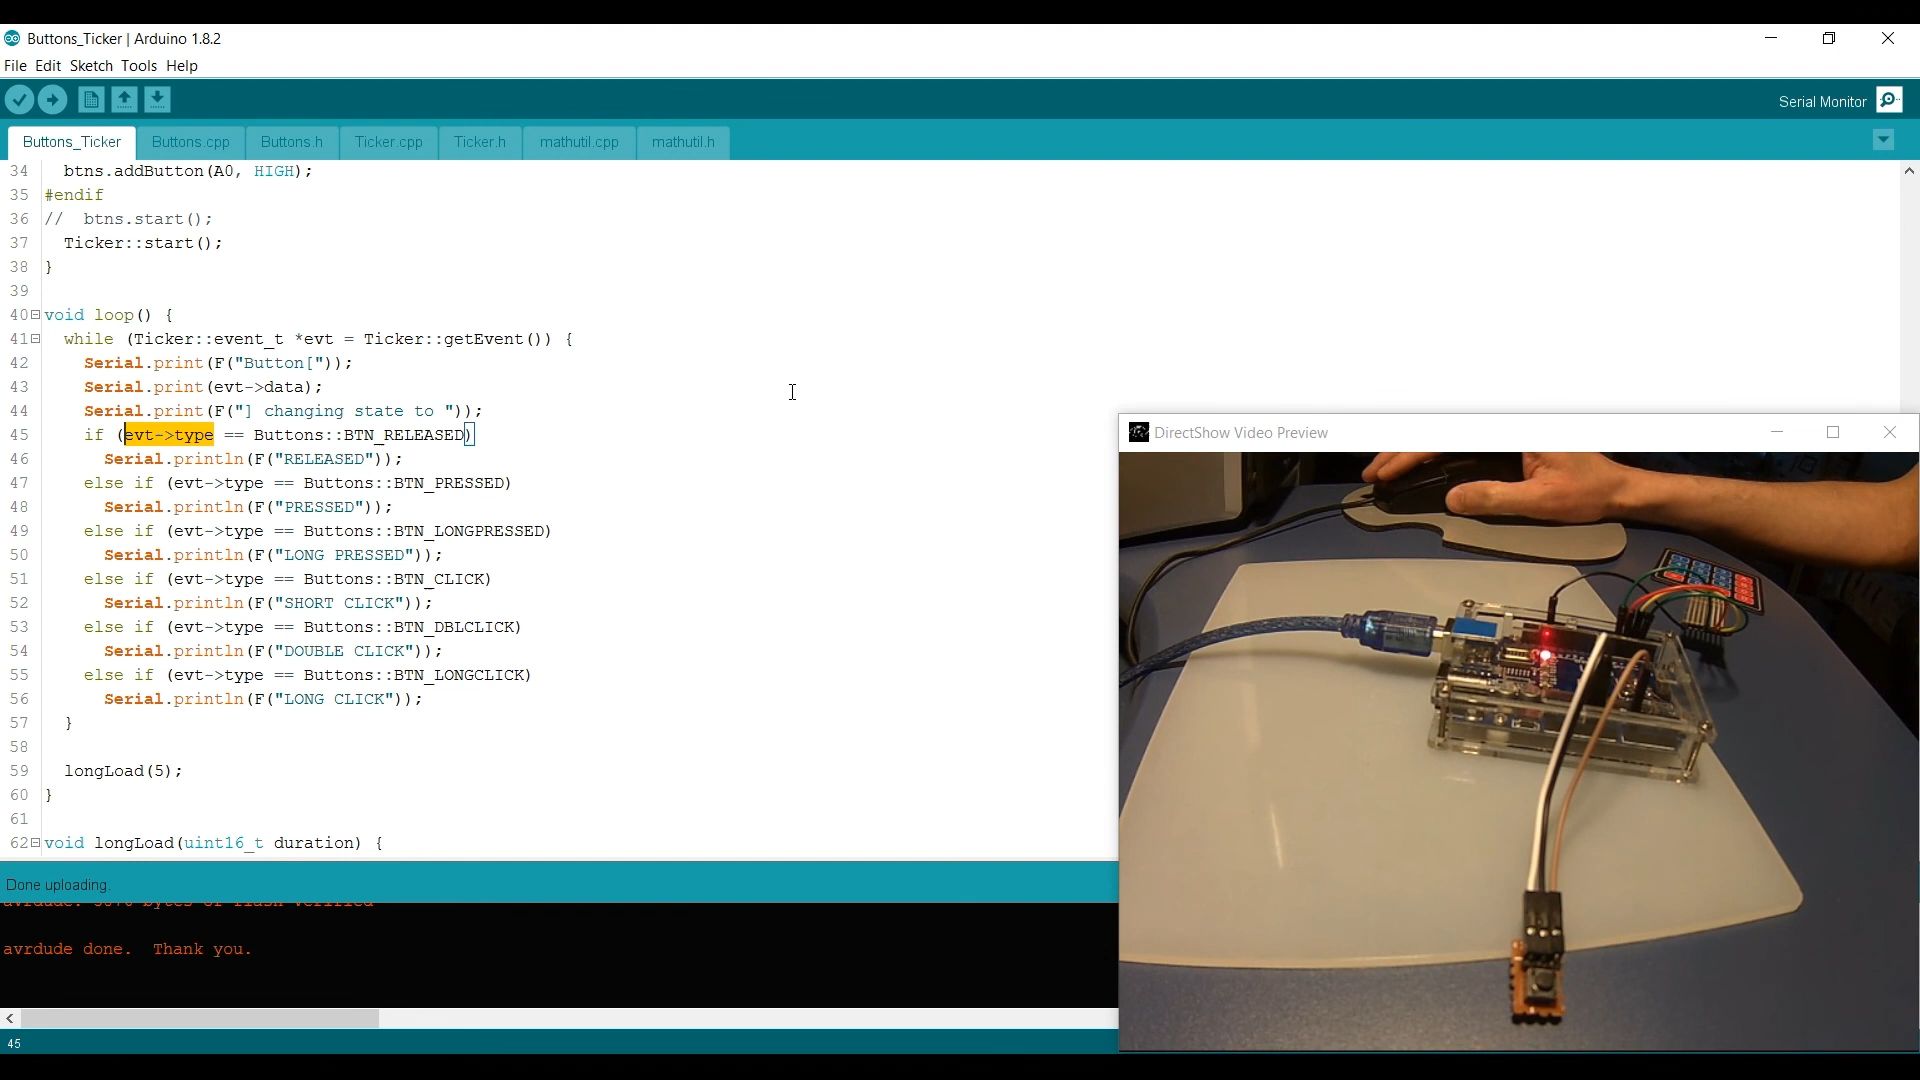 Buttons_Ticker | Arduino 1.8.2
File Edit Sketch Tools Help
Serial Monitor
Buttons_Ticker Buttons.cpp Buttons.h Ticker.cpp Ticker.h mathutil.cpp mathutil.h
34 btns.addButton(A0, HIGH);
35 #endif
36 // btns.start();
37 Ticker::start();
38 }
39
40 void loop() {
41 while (Ticker::event_t *evt = Ticker::getEvent()) {
42 Serial.print(F("Button["));
43 Serial.print(evt->data);
44 Serial.print(F("] changing state to "));
45 if (evt->type == Buttons::BTN_RELEASED)
46 Serial.println(F("RELEASED"));
47 else if (evt->type == Buttons::BTN_PRESSED)
48 Serial.println(F("PRESSED"));
49 else if (evt->type == Buttons::BTN_LONGPRESSED)
50 Serial.println(F("LONG PRESSED"));
51 else if (evt->type == Buttons::BTN_CLICK)
52 Serial.println(F("SHORT CLICK"));
53 else if (evt->type == Buttons::BTN_DBLCLICK)
54 Serial.println(F("DOUBLE CLICK"));
55 else if (evt->type == Buttons::BTN_LONGCLICK)
56 Serial.println(F("LONG CLICK"));
57 }
58
59 longLoad(5);
60 }
61
62 void longLoad(uint16_t duration) {
DirectShow Video Preview
Done uploading.
avrdude done. Thank you.
45